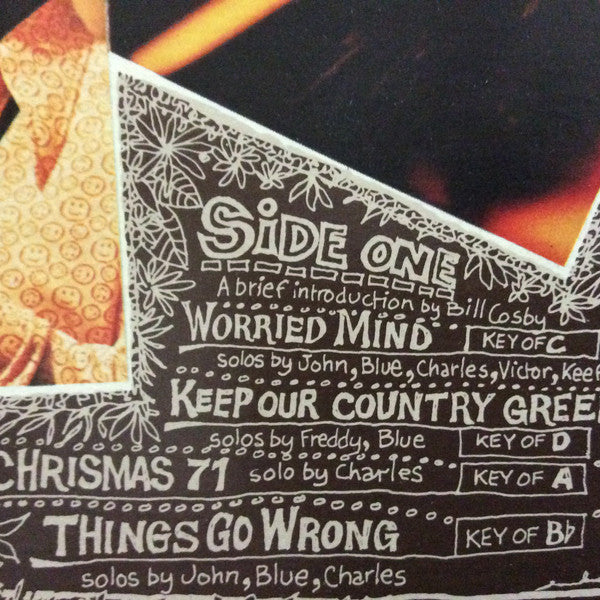 SiDE ONE
A brief introduction by Bill Cosby
WORRIED MIND KEY OF C
solos by John, Blue, Charles, Victor, Keef
KEEP OUR COUNTRY GREE
solos by Freddy, Blue KEY OF D
CHRISMAS 71 solo by Charles KEY OF A
THINGS GO WRONG KEY OF B♭
solos by John, Blue, Charles